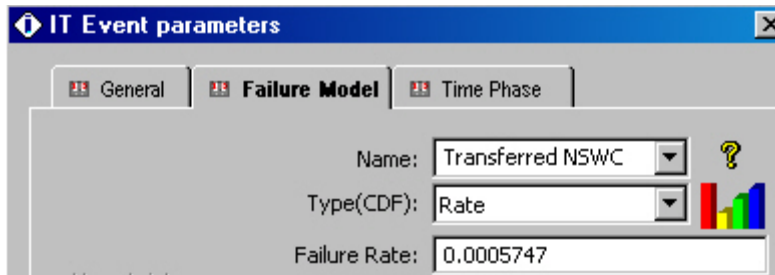 IT Event parameters
General Failure Model Time Phase
Name: Transferred NSWC
Type(CDF): Rate
Failure Rate: 0.0005747